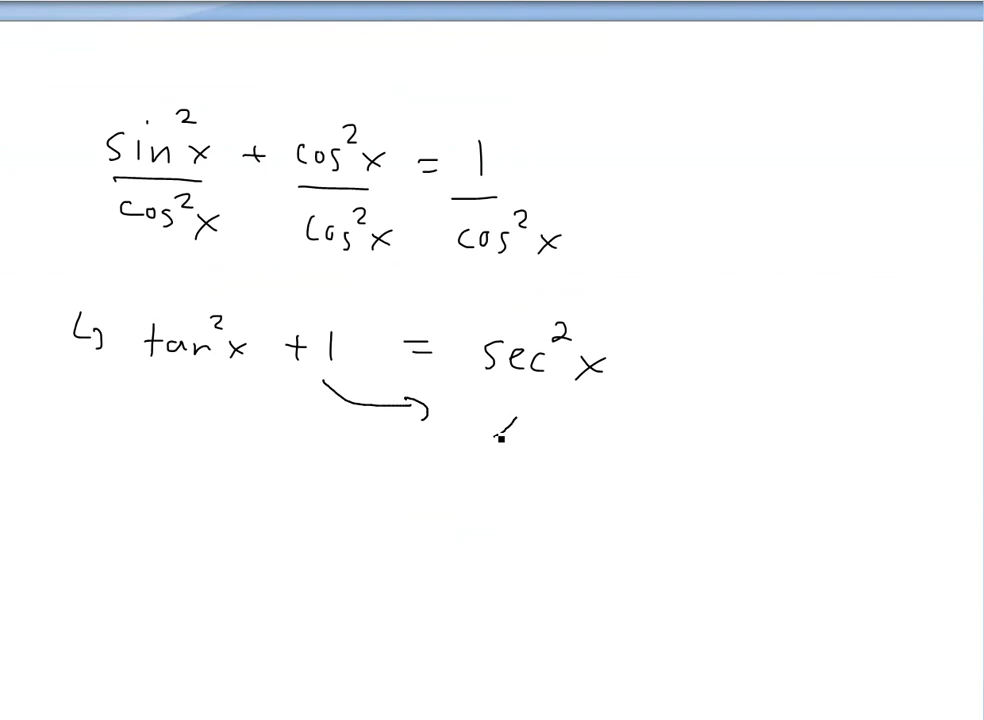 sin²x + cos²x = 1
cos²x cos²x cos²x
↳ tan²x + 1 = sec²x